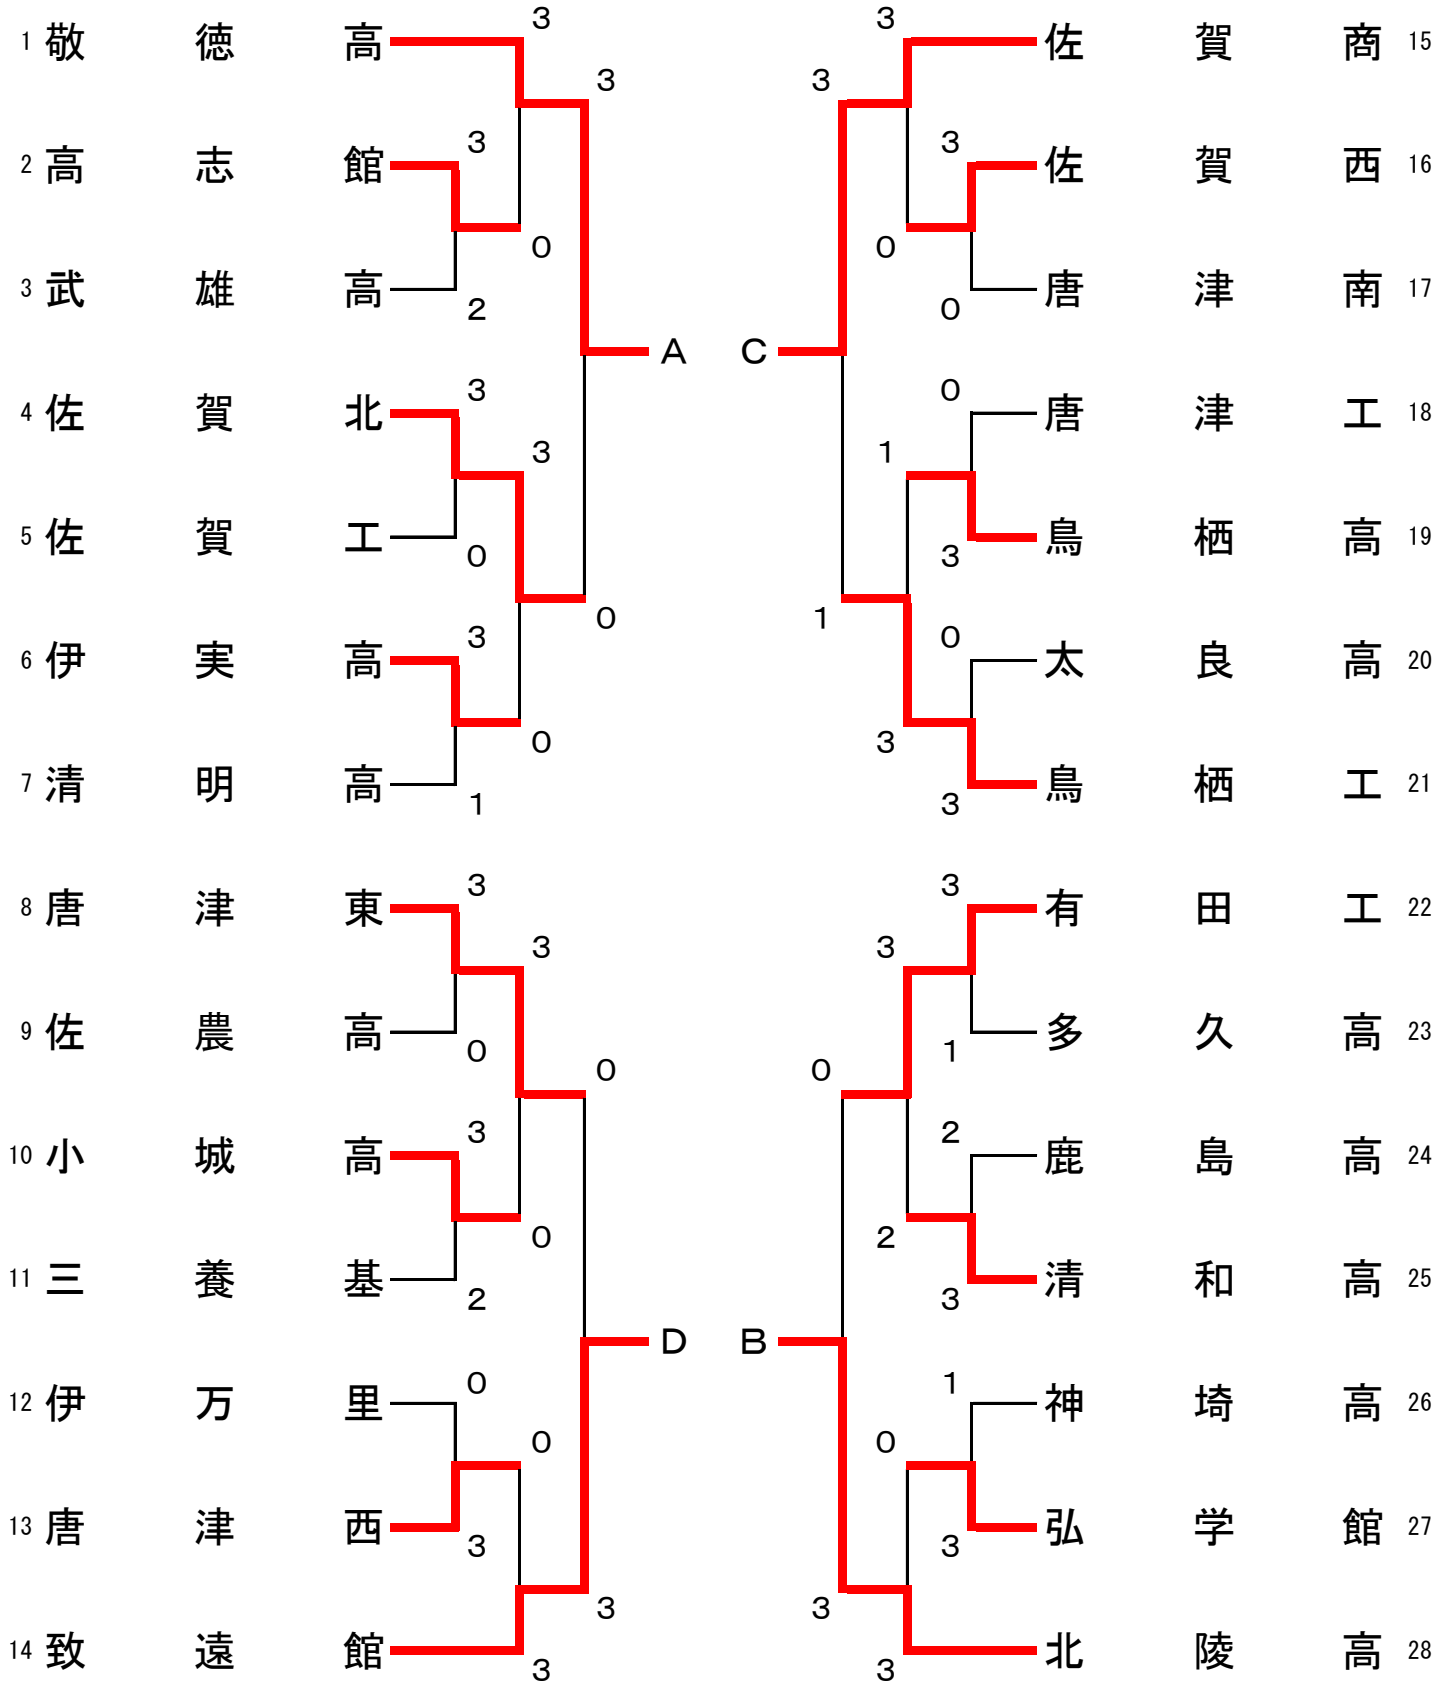 3 3
1 敬徳高 佐賀商 15
3 3
3 3
2 高志館 佐賀西 16
0 0
3 武雄高 唐津南 17
2 0
A C
3 0
4 佐賀北 唐津工 18
3 1
5 佐賀工 鳥栖高 19
0 3
0 1
3 0
6 伊実高 太良高 20
0 3
7 清明高 鳥栖工 21
1 3
3 3
8 唐津東 有田工 22
3 3
9 佐農高 多久高 23
0 1
0 0
3 2
10 小城高 鹿島高 24
0 2
11 三養基 清和高 25
2 3
D B
0 1
12 伊万里 神埼高 26
0 0
13 唐津西 弘学館 27
3 3
3 3
14 致遠館 北陵高 28
3 3